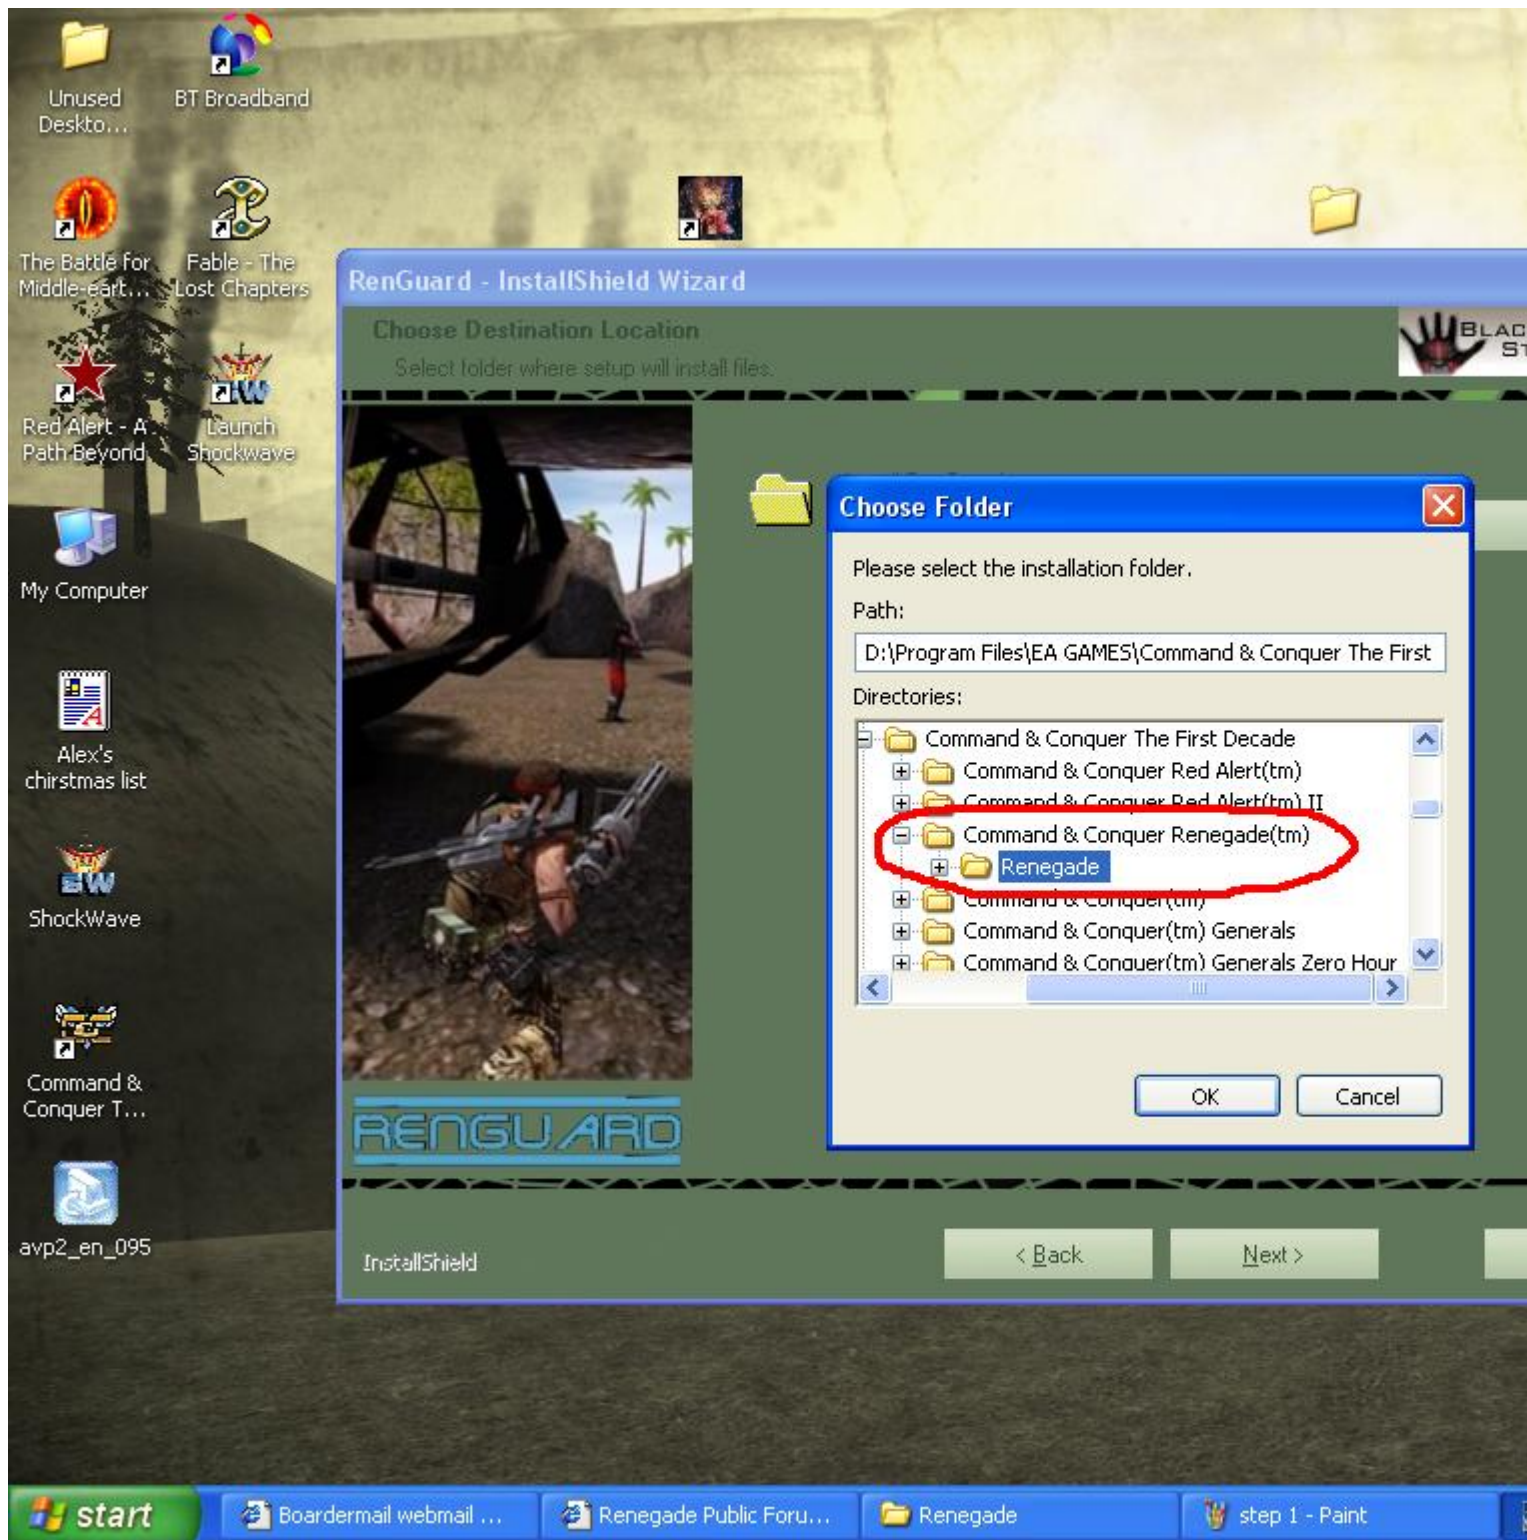 Unused
Deskto...
BT Broadband
The Battle for
Middle-eart...
Fable - The
Lost Chapters
Red Alert - A
Path Beyond
Launch
Shockwave
My Computer
Alex's
chirstmas list
ShockWave
Command &
Conquer T...
avp2_en_095
RenGuard - InstallShield Wizard
Choose Destination Location
Select folder where setup will install files.
Choose Folder
Please select the installation folder.
Path:
D:\Program Files\EA GAMES\Command & Conquer The First
Directories:
Command & Conquer The First Decade
Command & Conquer Red Alert(tm)
Command & Conquer Red Alert(tm) II
Command & Conquer Renegade(tm)
Renegade
Command & Conquer(tm)
Command & Conquer(tm) Generals
Command & Conquer(tm) Generals Zero Hour
OK
Cancel
RENGUARD
InstallShield
< Back
Next >
start
Boardermail webmail ...
Renegade Public Foru...
Renegade
step 1 - Paint